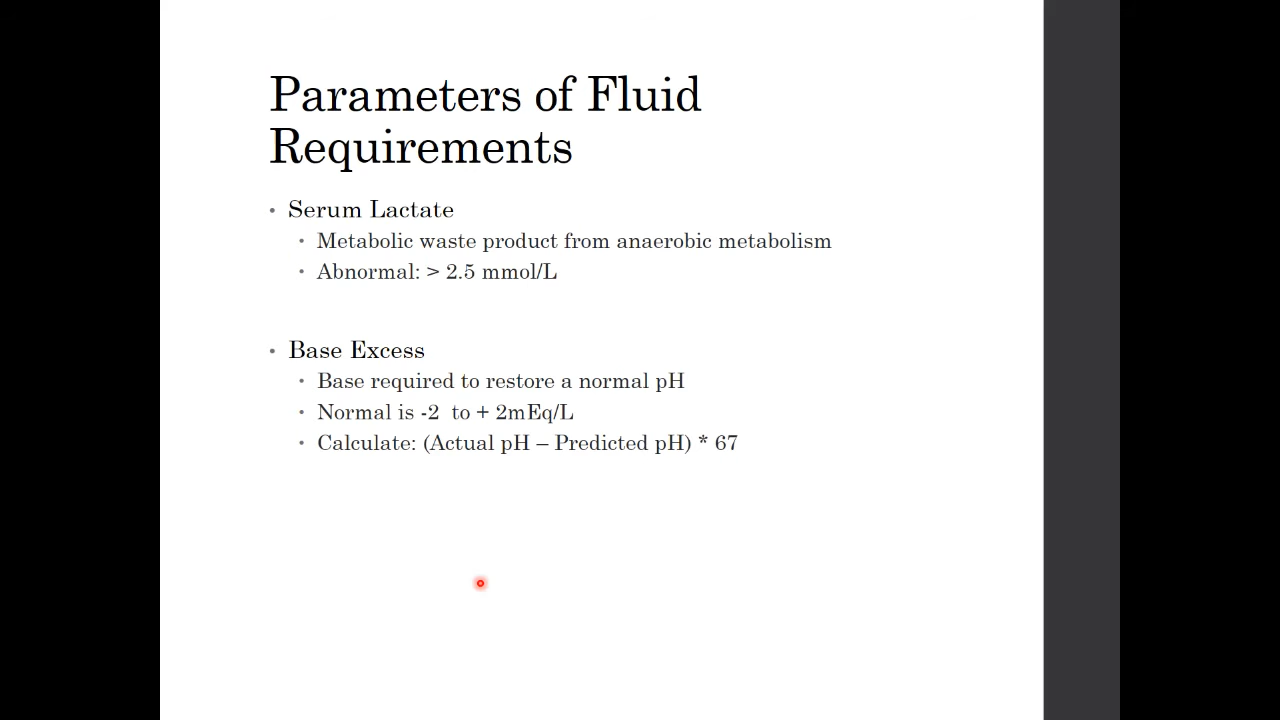 Parameters of Fluid
Requirements
• Serum Lactate
• Metabolic waste product from anaerobic metabolism
• Abnormal: > 2.5 mmol/L
• Base Excess
• Base required to restore a normal pH
• Normal is -2  to + 2mEq/L
• Calculate: (Actual pH – Predicted pH) * 67